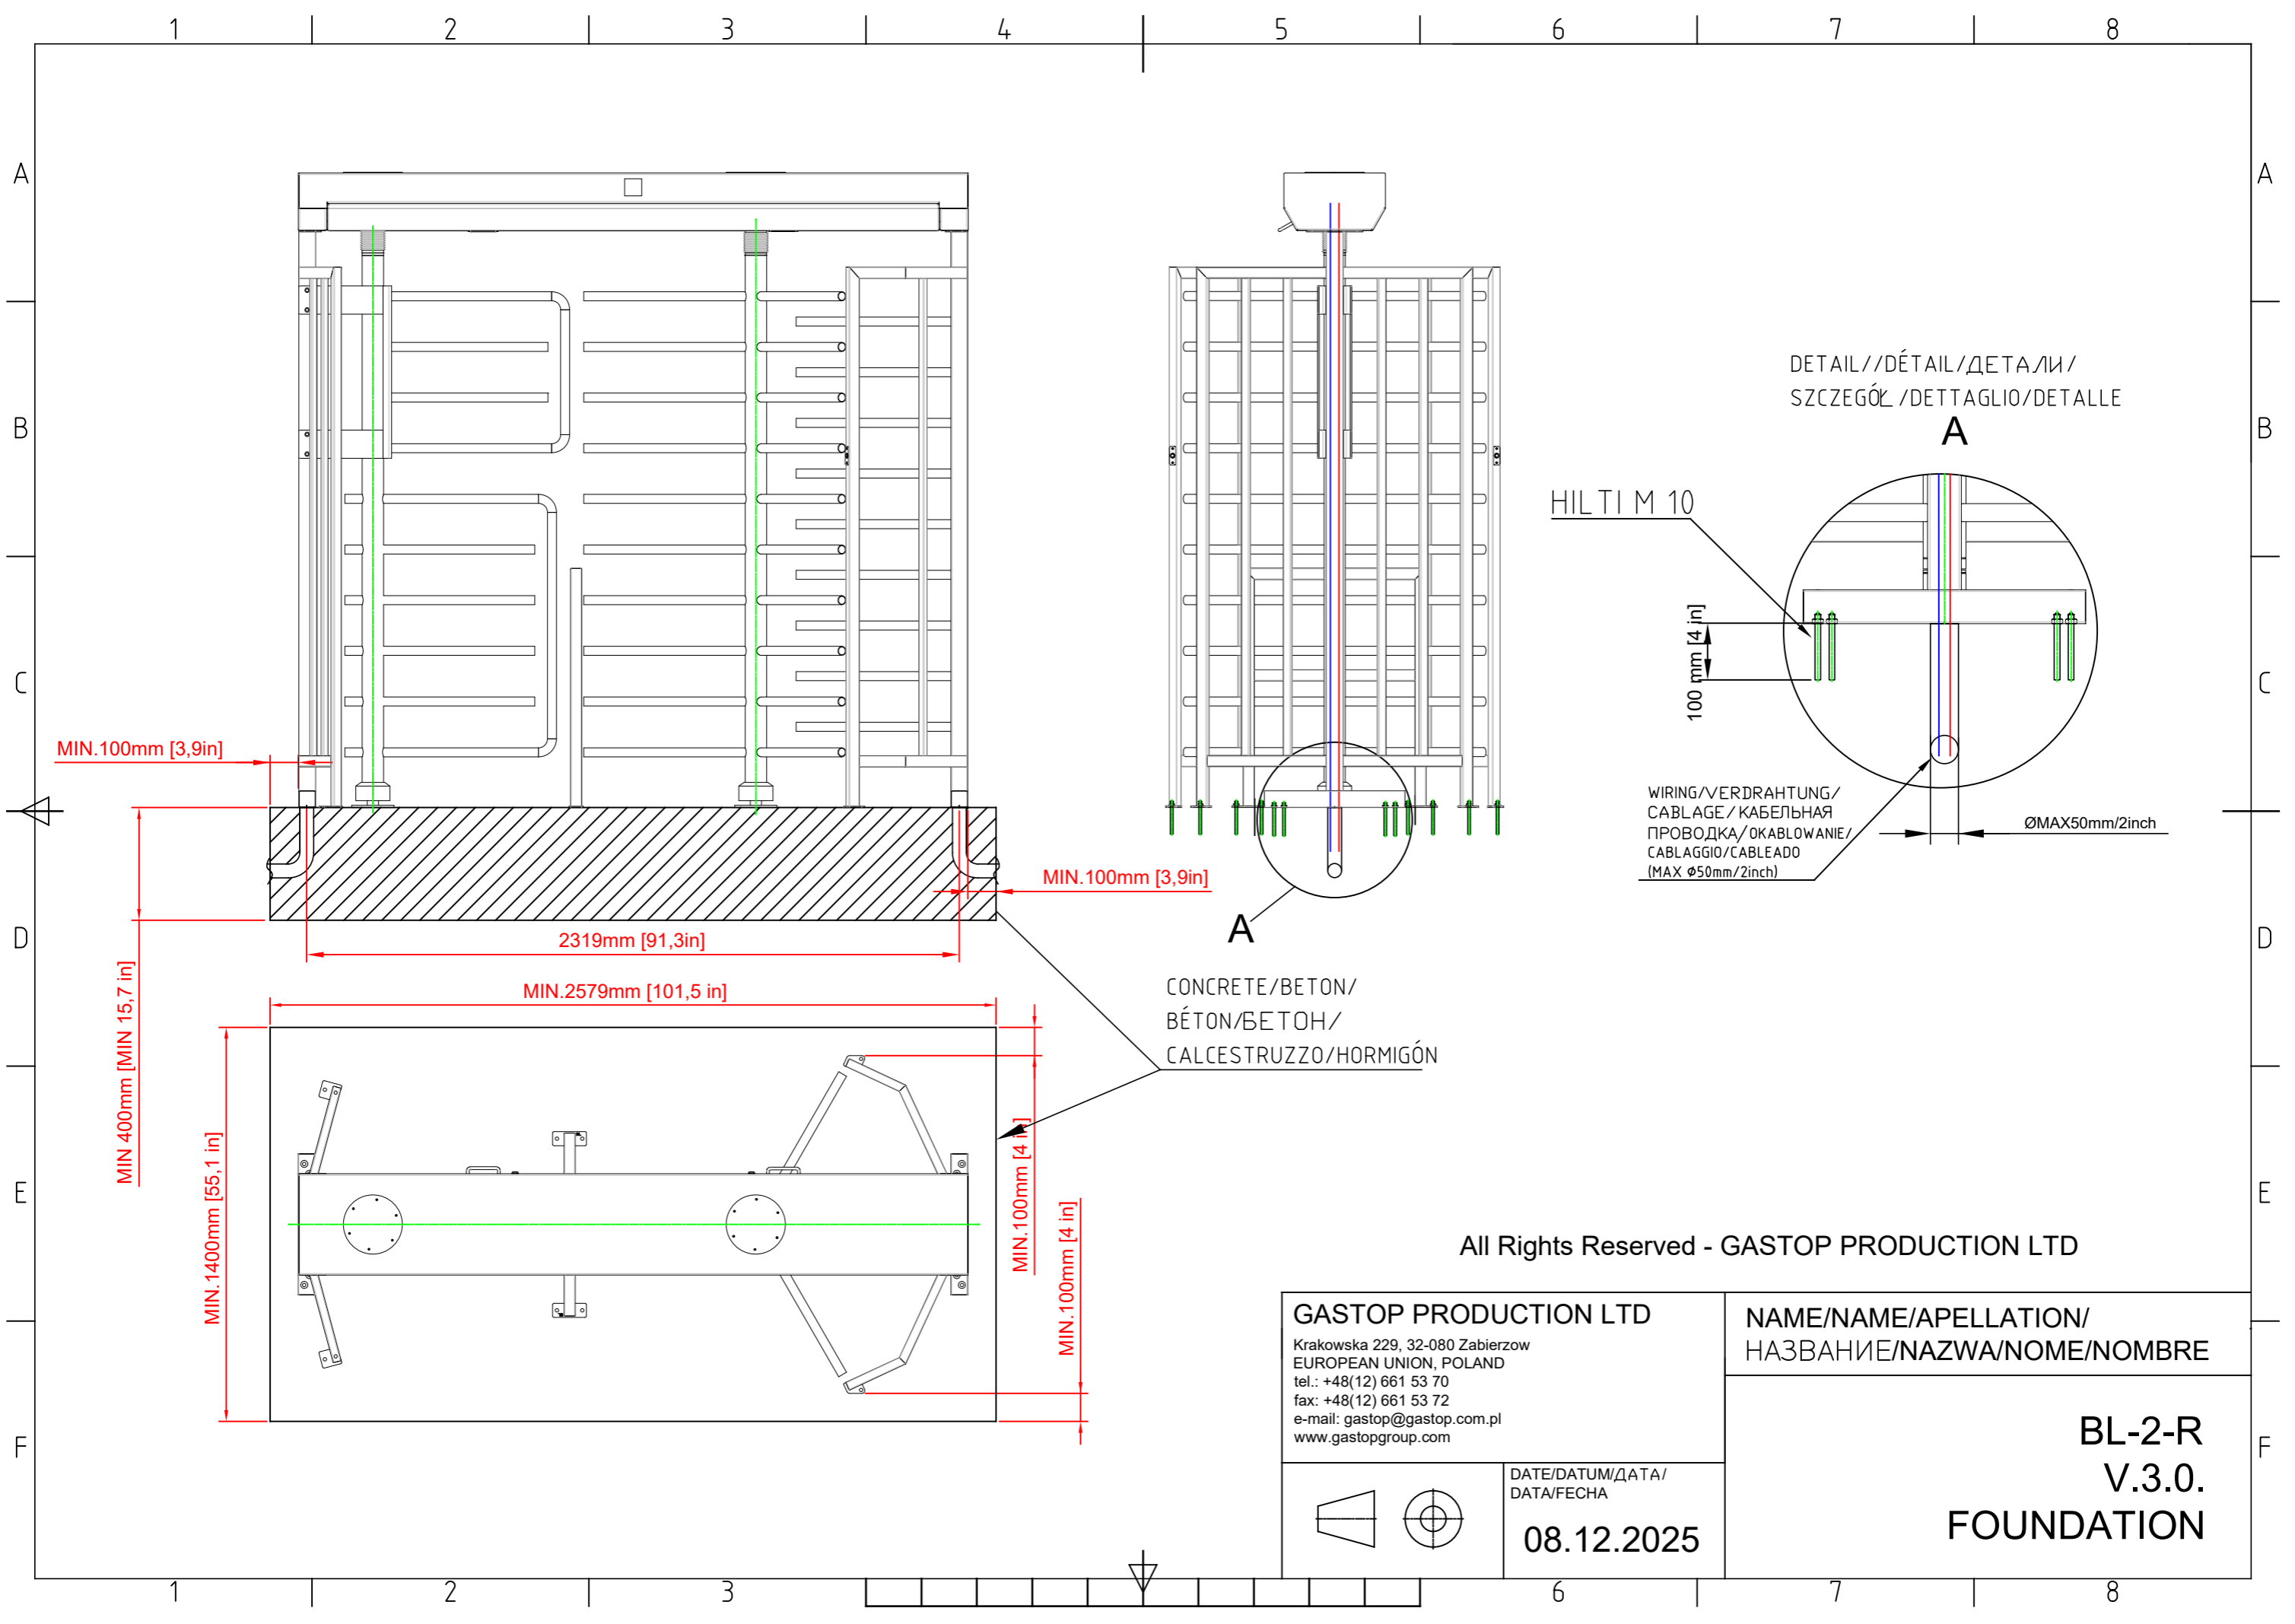 1 2 3 4 5 6 7 8
A A
B B
C C
D D
E E
F F
DETAIL//DÉTAIL/ДЕТАЛИ/
SZCZEGÓŁ/DETTAGLIO/DETALLE
A
HILTI M 10
100 mm [4 in]
WIRING/VERDRAHTUNG/
CABLAGE/КАБЕЛЬНАЯ
ПРОВОДКА/OKABLOWANIE/
CABLAGGIO/CABLEADO
(MAX Ø50mm/2inch)
ØMAX50mm/2inch
MIN.100mm [3,9in]
MIN.100mm [3,9in]
2319mm [91,3in]
MIN 400mm [MIN 15,7 in]
A
CONCRETE/BETON/
BÉTON/БЕТОН/
CALCESTRUZZO/HORMIGÓN
MIN.2579mm [101,5 in]
MIN.1400mm [55,1 in]
MIN.100mm [4 in]
MIN.100mm [4 in]
All Rights Reserved - GASTOP PRODUCTION LTD
GASTOP PRODUCTION LTD
Krakowska 229, 32-080 Zabierzow
EUROPEAN UNION, POLAND
tel.: +48(12) 661 53 70
fax: +48(12) 661 53 72
e-mail: gastop@gastop.com.pl
www.gastopgroup.com
NAME/NAME/APELLATION/
НАЗВАНИЕ/NAZWA/NOME/NOMBRE
DATE/DATUM/ДАТА/
DATA/FECHA
08.12.2025
BL-2-R
V.3.0.
FOUNDATION
1 2 3 6 7 8